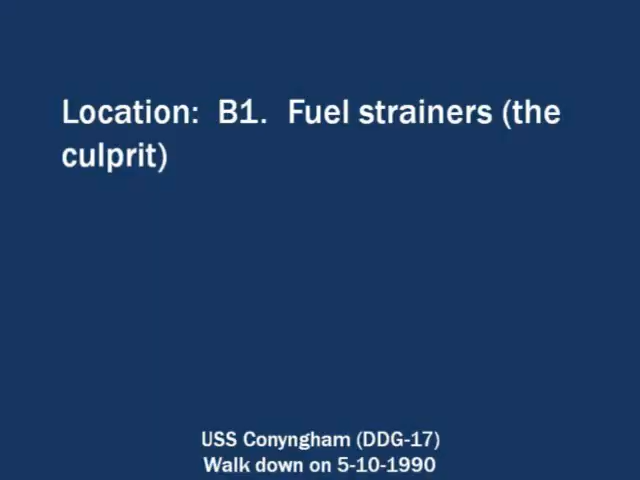 Location:  B1.  Fuel strainers (the
culprit)
USS Conyngham (DDG-17)
Walk down on 5-10-1990